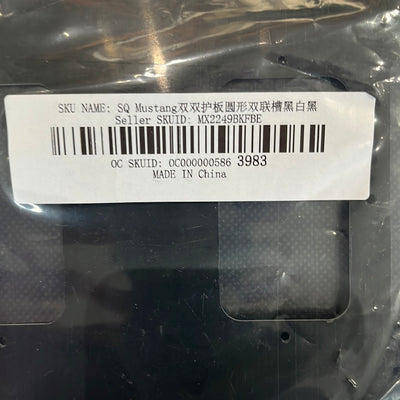 SKU NAME: SQ Mustang双双护板圆形双联槽黑白黑
Seller SKUID: MX2249BKFBE
OC SKUID: OC000000586 3983
MADE IN China